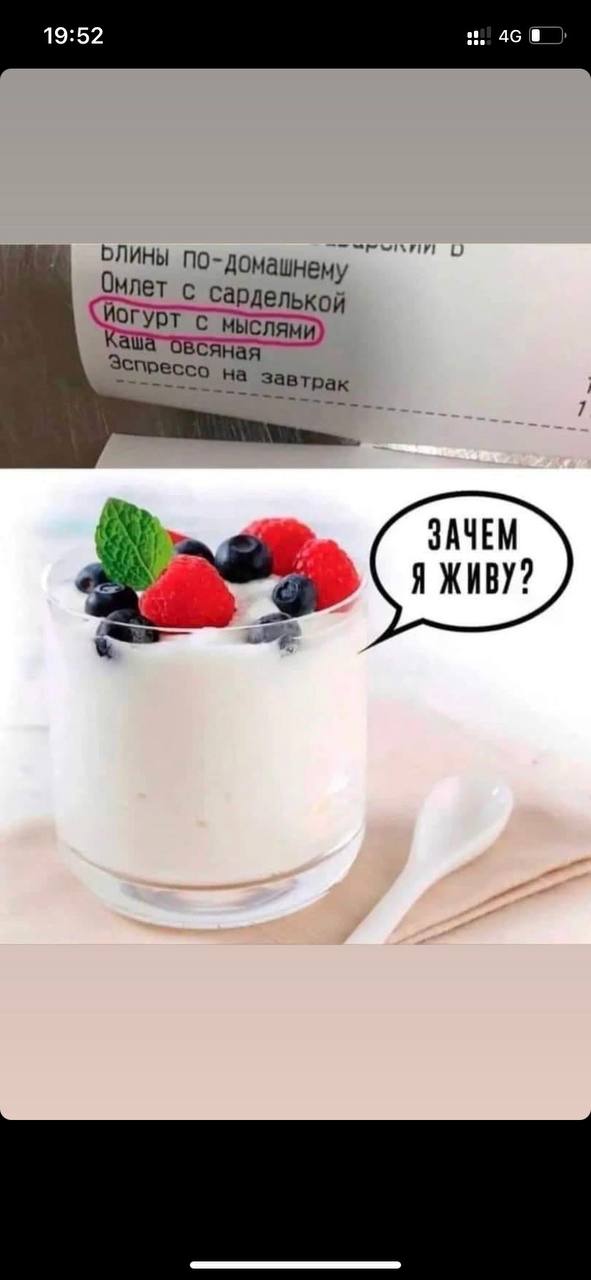 19:52
4G
Блины по-домашнему
Омлет с сарделькой
Йогурт с мыслями
Каша овсяная
Эспрессо на завтрак
ЗАЧЕМ
Я ЖИВУ?